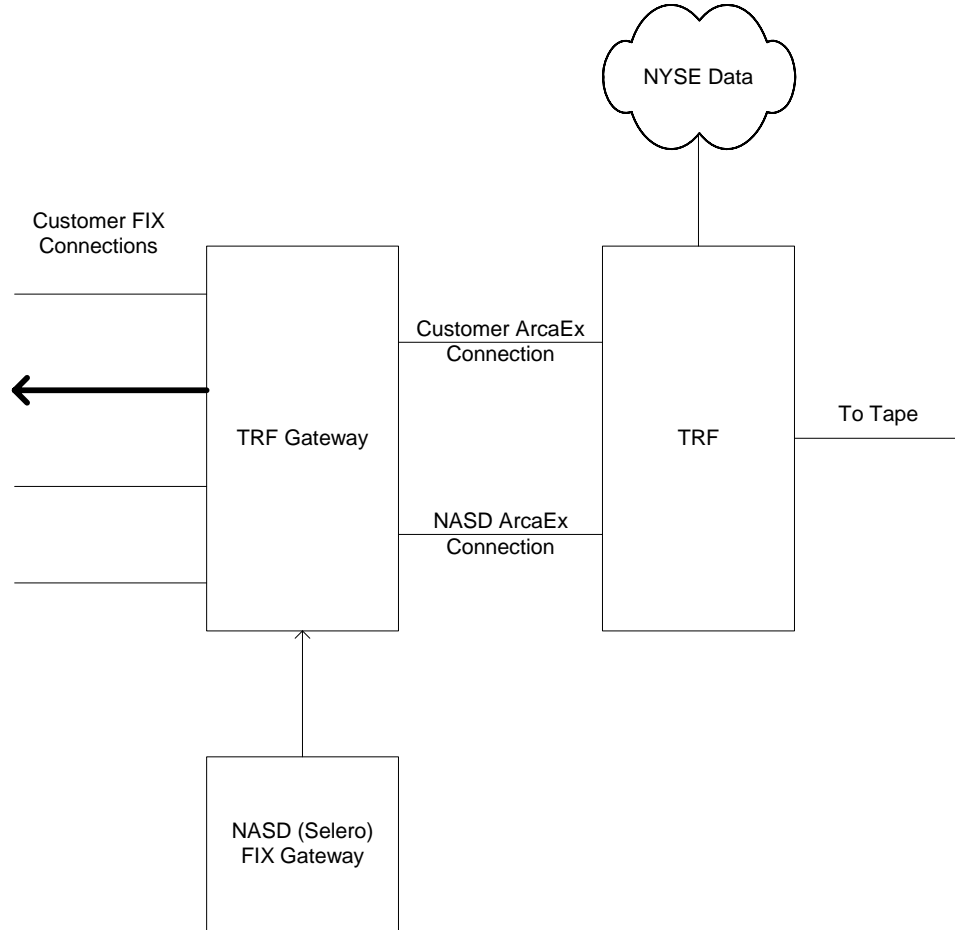 NYSE Data
Customer FIX
Connections
Customer ArcaEx
Connection
TRF Gateway
TRF
To Tape
NASD ArcaEx
Connection
NASD (Selero)
FIX Gateway